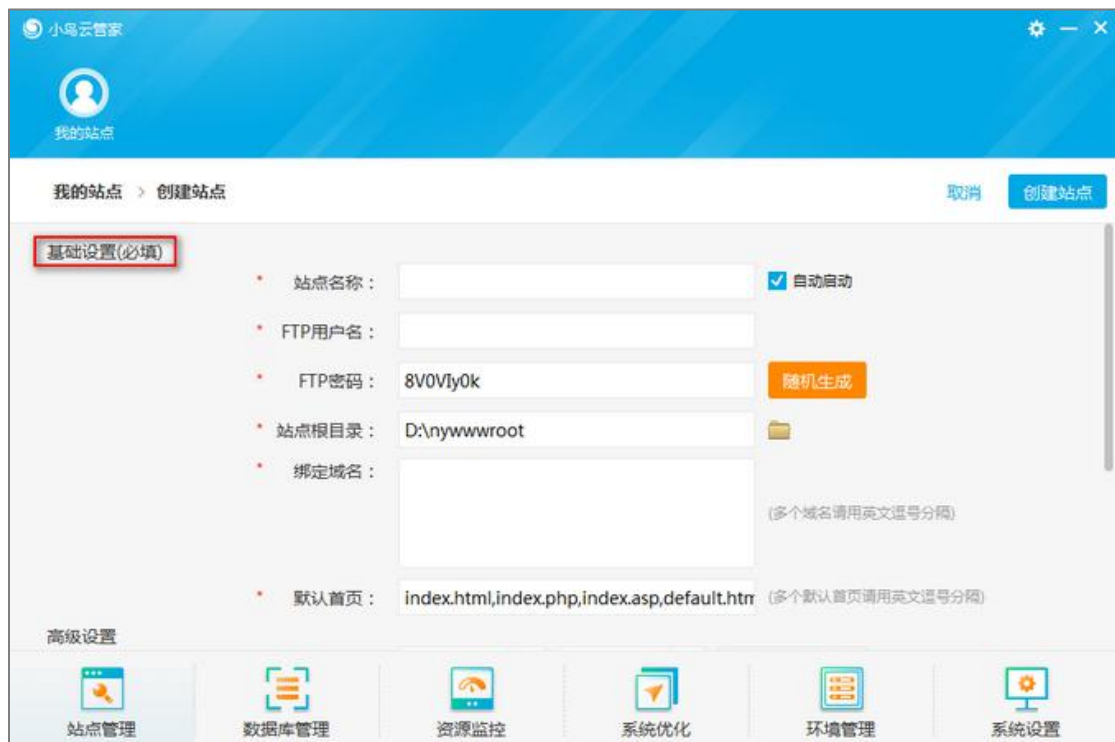 小鸟云管家
我的站点
我的站点 > 创建站点
取消
创建站点
基础设置(必填)
* 站点名称：
自动启动
* FTP用户名：
* FTP密码： 8V0VIy0k
随机生成
* 站点根目录： D:\nywwwroot
* 绑定域名：
(多个域名请用英文逗号分隔)
* 默认首页： index.html,index.php,index.asp,default.htm
(多个默认首页请用英文逗号分隔)
高级设置
站点管理 数据库管理 资源监控 系统优化 环境管理 系统设置